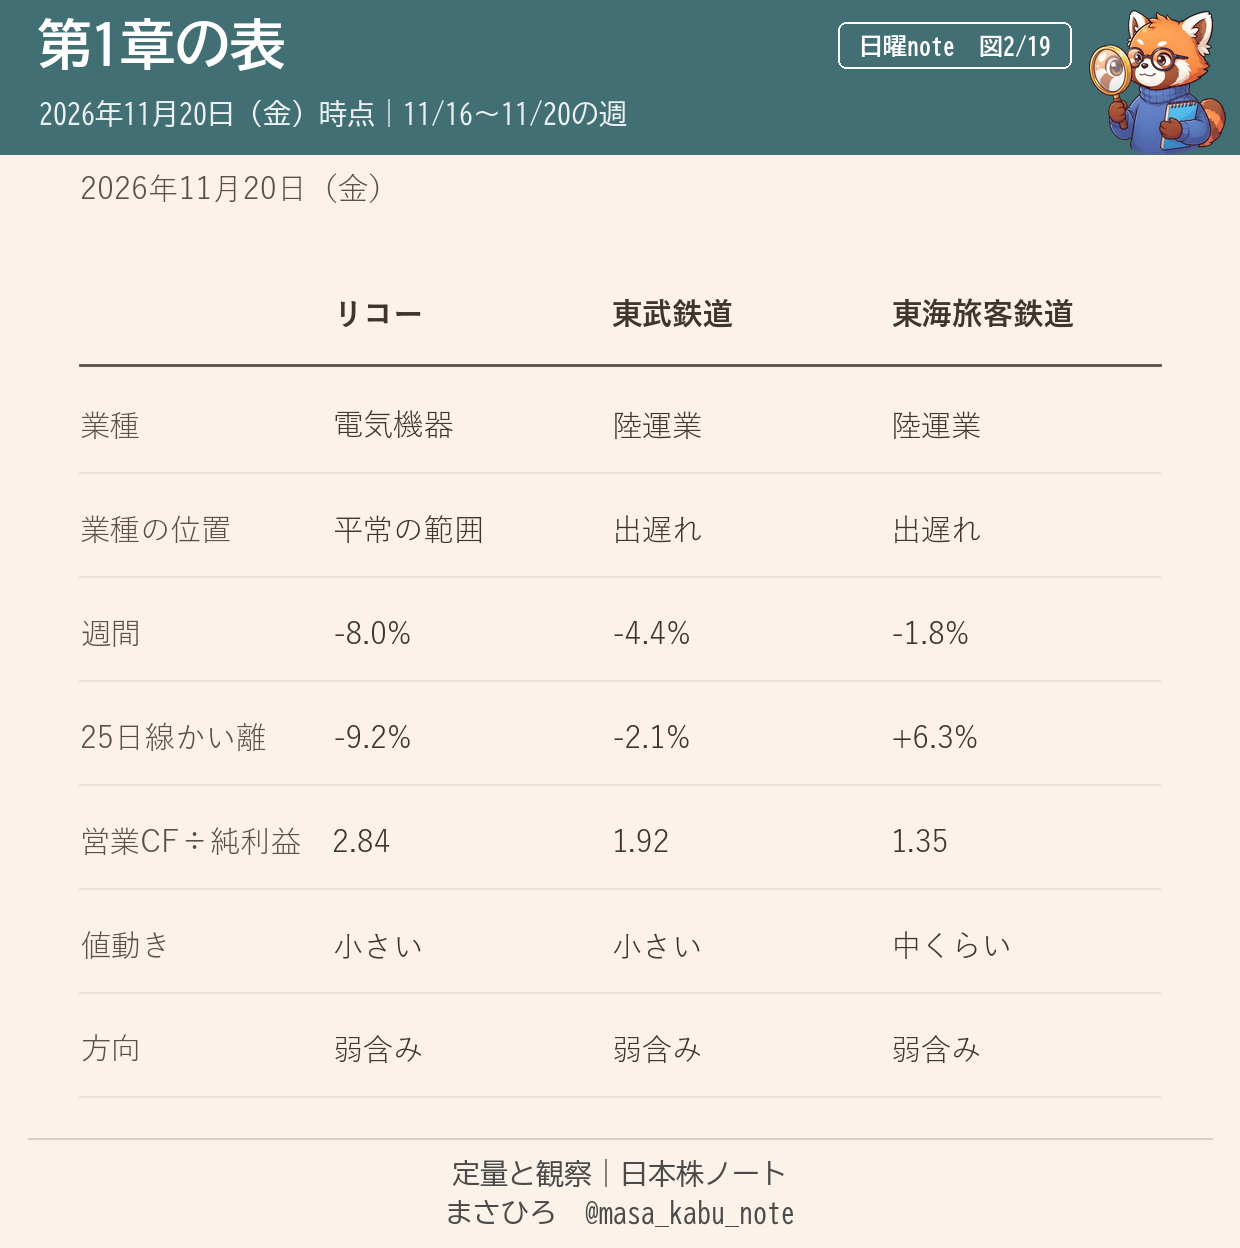 第1章の表
日曜note 図2/19
2026年11月20日（金）時点｜11/16〜11/20の週
2026年11月20日（金）
リコー 東武鉄道 東海旅客鉄道
業種 電気機器 陸運業 陸運業
業種の位置 平常の範囲 出遅れ 出遅れ
週間 -8.0% -4.4% -1.8%
25日線かい離 -9.2% -2.1% +6.3%
営業CF÷純利益 2.84 1.92 1.35
値動き 小さい 小さい 中くらい
方向 弱含み 弱含み 弱含み
定量と観察｜日本株ノート
まさひろ @masa_kabu_note